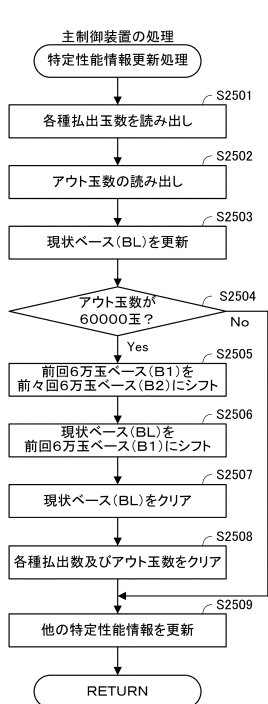 主制御装置の処理
特定性能情報更新処理
S2501
各種払出玉数を読み出し
S2502
アウト玉数の読み出し
S2503
現状ベース(BL)を更新
S2504
アウト玉数が
60000玉?
No
Yes
S2505
前回6万玉ベース(B1)を
前々回6万玉ベース(B2)にシフト
S2506
現状ベース(BL)を
前回6万玉ベース(B1)にシフト
S2507
現状ベース(BL)をクリア
S2508
各種払出数及びアウト玉数をクリア
S2509
他の特定性能情報を更新
RETURN